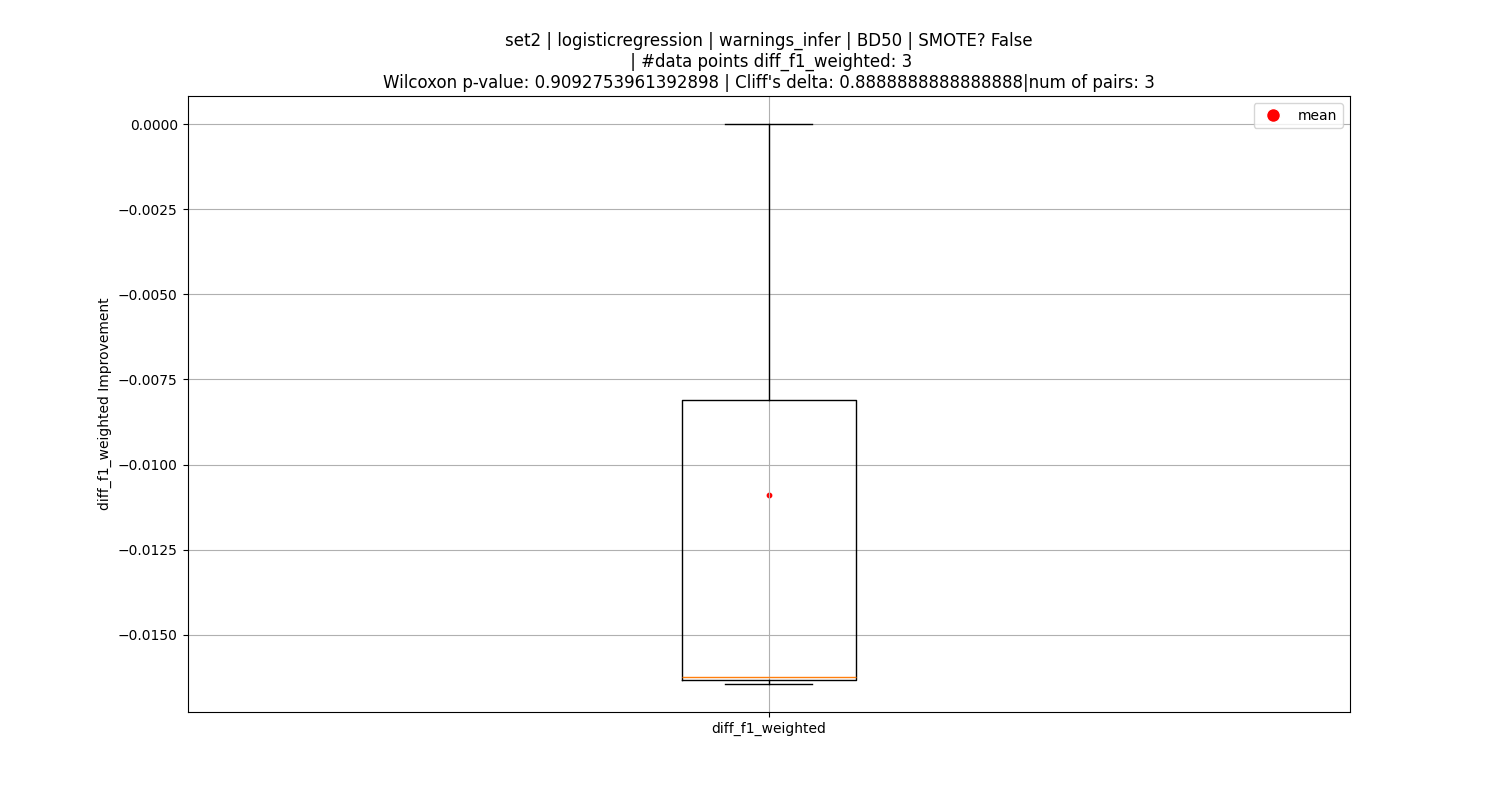 set2 | logisticregression | warnings_infer | BD50 | SMOTE? False
| #data points diff_f1_weighted: 3
Wilcoxon p-value: 0.9092753961392898 | Cliff's delta: 0.8888888888888888|num of pairs: 3
mean
0.0000
−0.0025
−0.0050
−0.0075
−0.0100
−0.0125
−0.0150
diff_f1_weighted Improvement
diff_f1_weighted